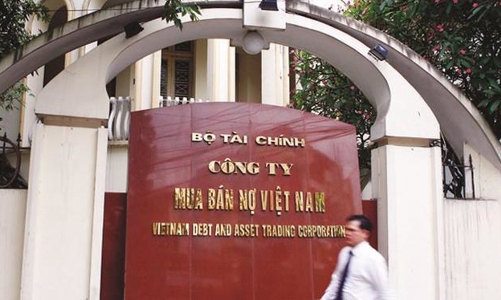 BỘ TÀI CHÍNH
CÔNG TY
MUA BÁN NỢ VIỆT NAM
VIETNAM DEBT AND ASSET TRADING CORPORATION